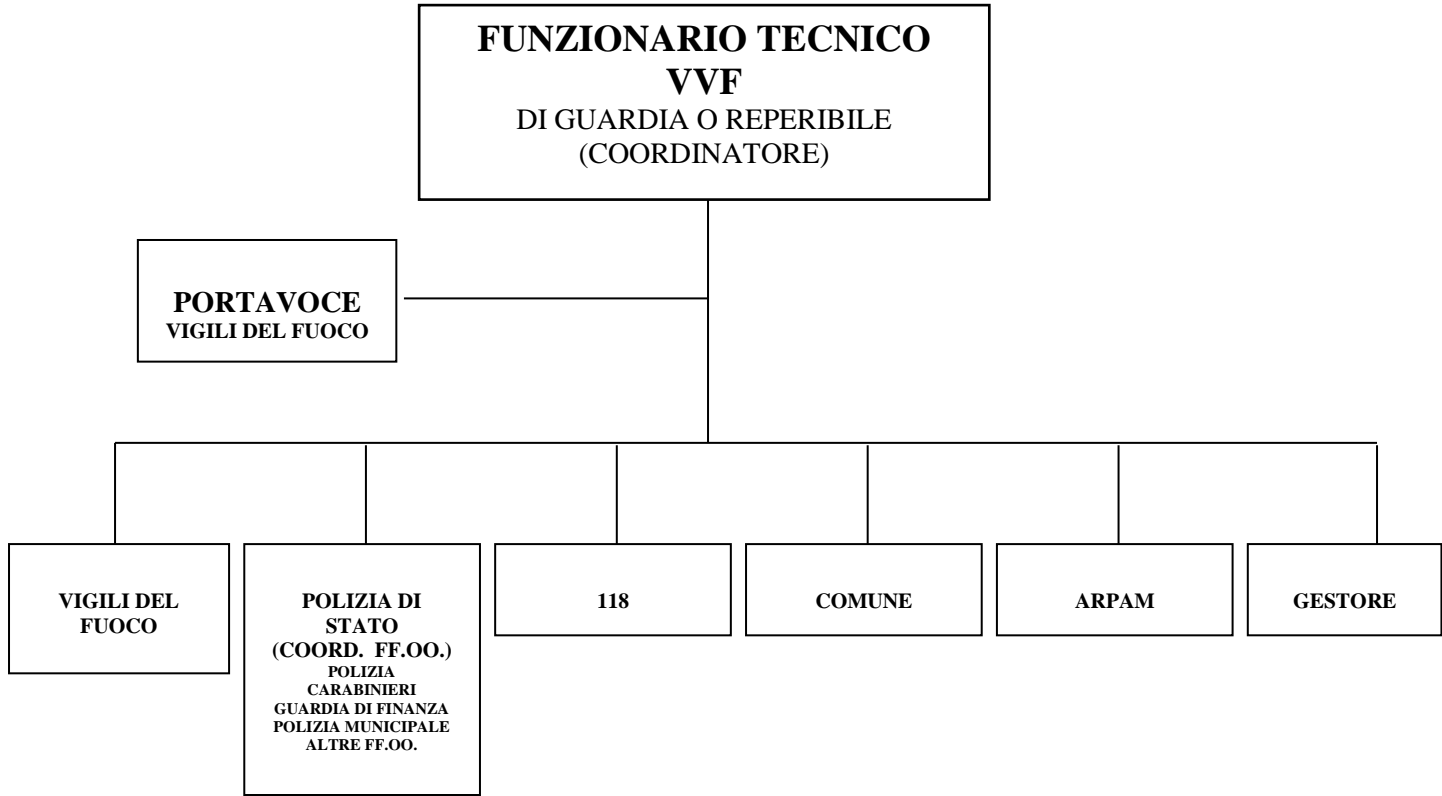 FUNZIONARIO TECNICO
VVF
DI GUARDIA O REPERIBILE
(COORDINATORE)
PORTAVOCE
VIGILI DEL FUOCO
VIGILI DEL
FUOCO
POLIZIA DI
STATO
(COORD. FF.OO.)
POLIZIA
CARABINIERI
GUARDIA DI FINANZA
POLIZIA MUNICIPALE
ALTRE FF.OO.
118
COMUNE
ARPAM
GESTORE